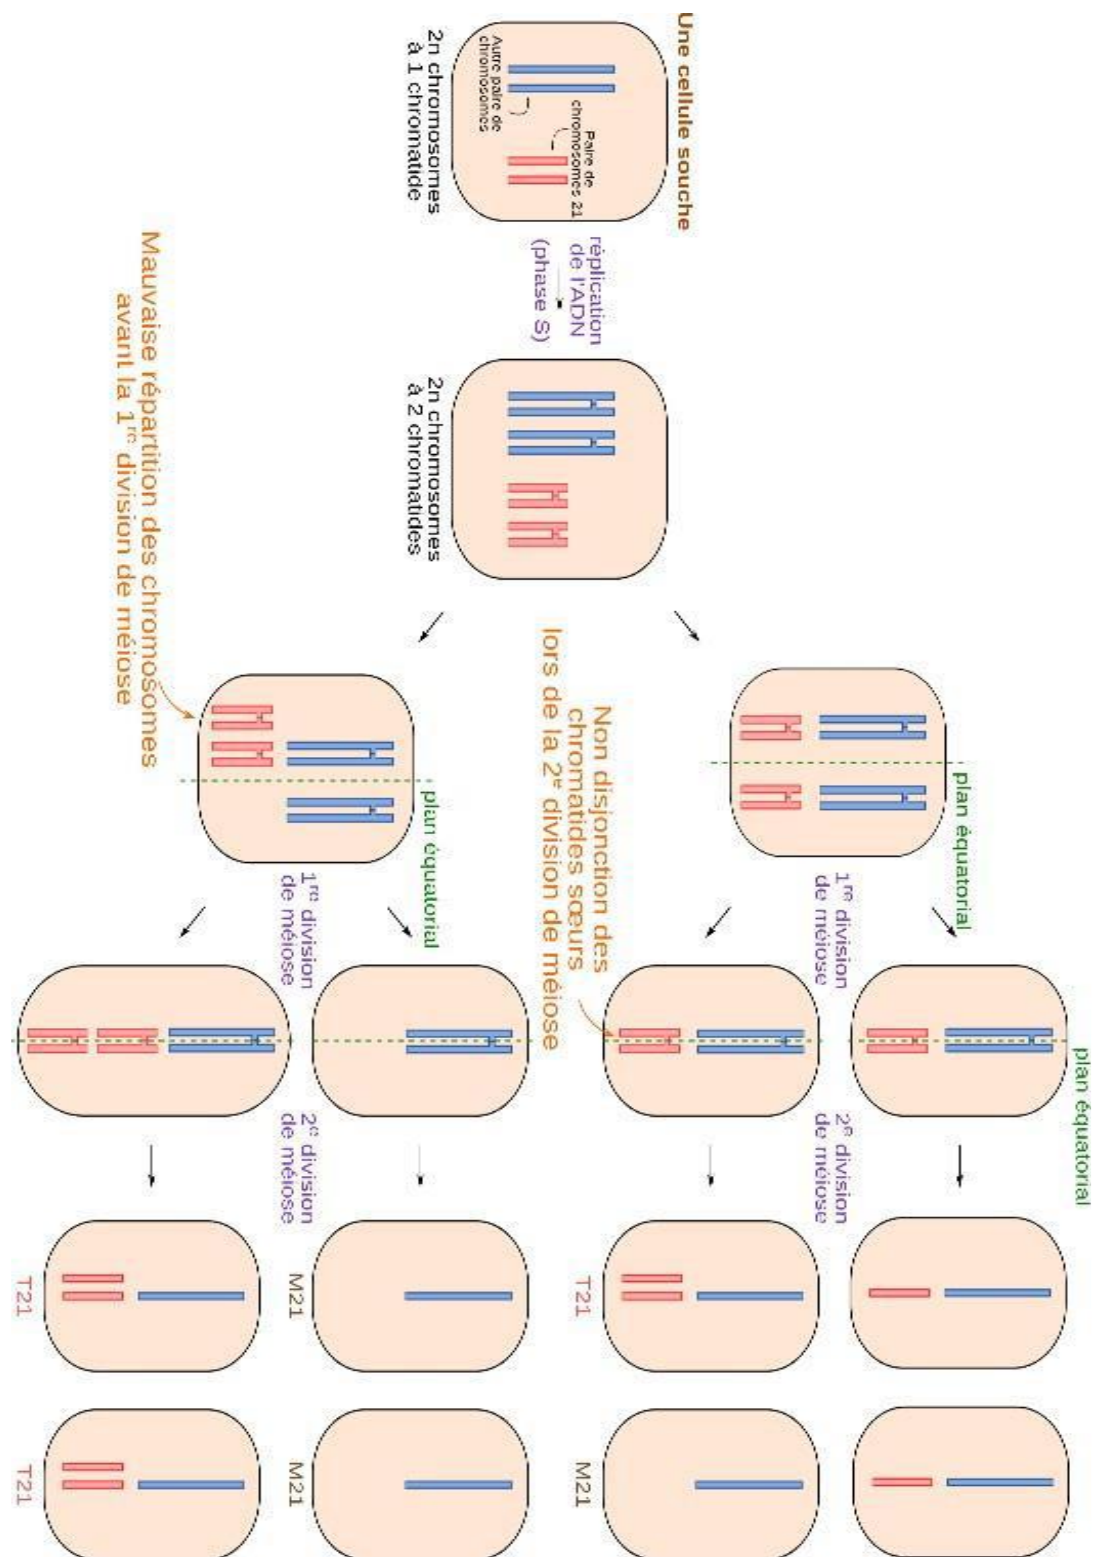 Une cellule souche
Paire de
chromosomes 21
Autre paire de
chromosomes
2n chromosomes
à 1 chromatide
réplication
de l'ADN
(phase S)
2n chromosomes
à 2 chromatides
Mauvaise répartition des chromosomes
avant la 1re division de méiose
Non disjonction des
chromatides sœurs
lors de la 2e division de méiose
plan équatorial
plan équatorial
1re division
de méiose
1re division
de méiose
plan équatorial
2e division
de méiose
2e division
de méiose
T21
M21
T21
T21
M21
M21